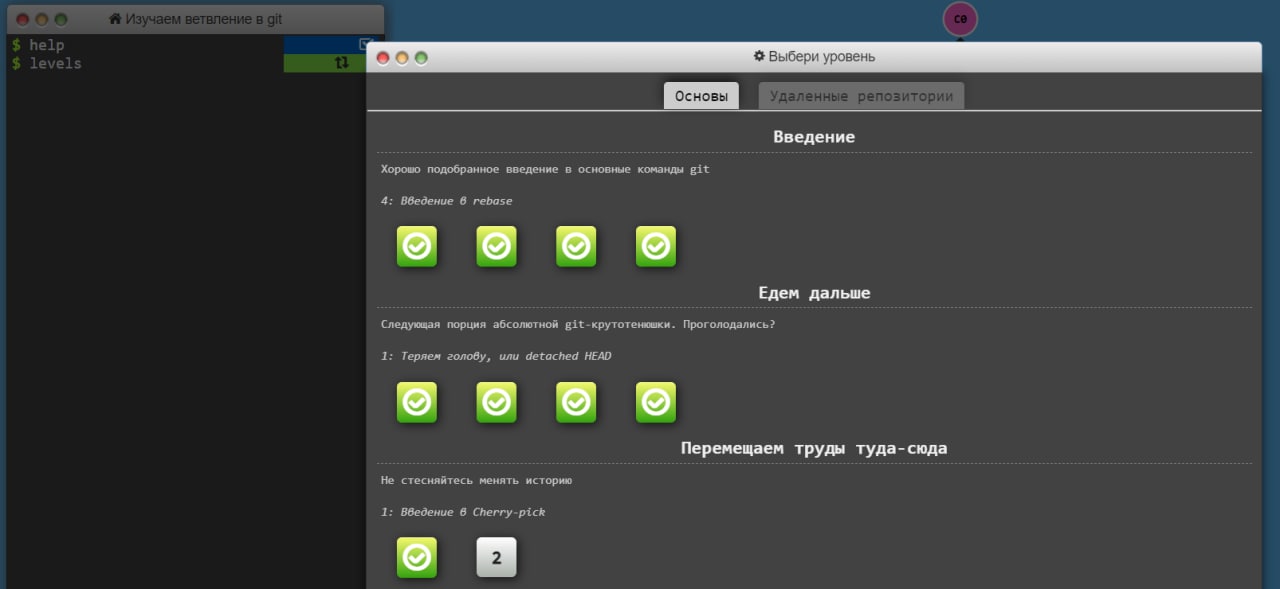 Изучаем ветвление в git
$ help
$ levels
C0
Выбери уровень
Основы
Удаленные репозитории
Введение
Хорошо подобранное введение в основные команды git
4: Введение в rebase
Едем дальше
Следующая порция абсолютной git-крутотенюшки. Проголодались?
1: Теряем голову, или detached HEAD
Перемещаем труды туда-сюда
Не стесняйтесь менять историю
1: Введение в Cherry-pick
2